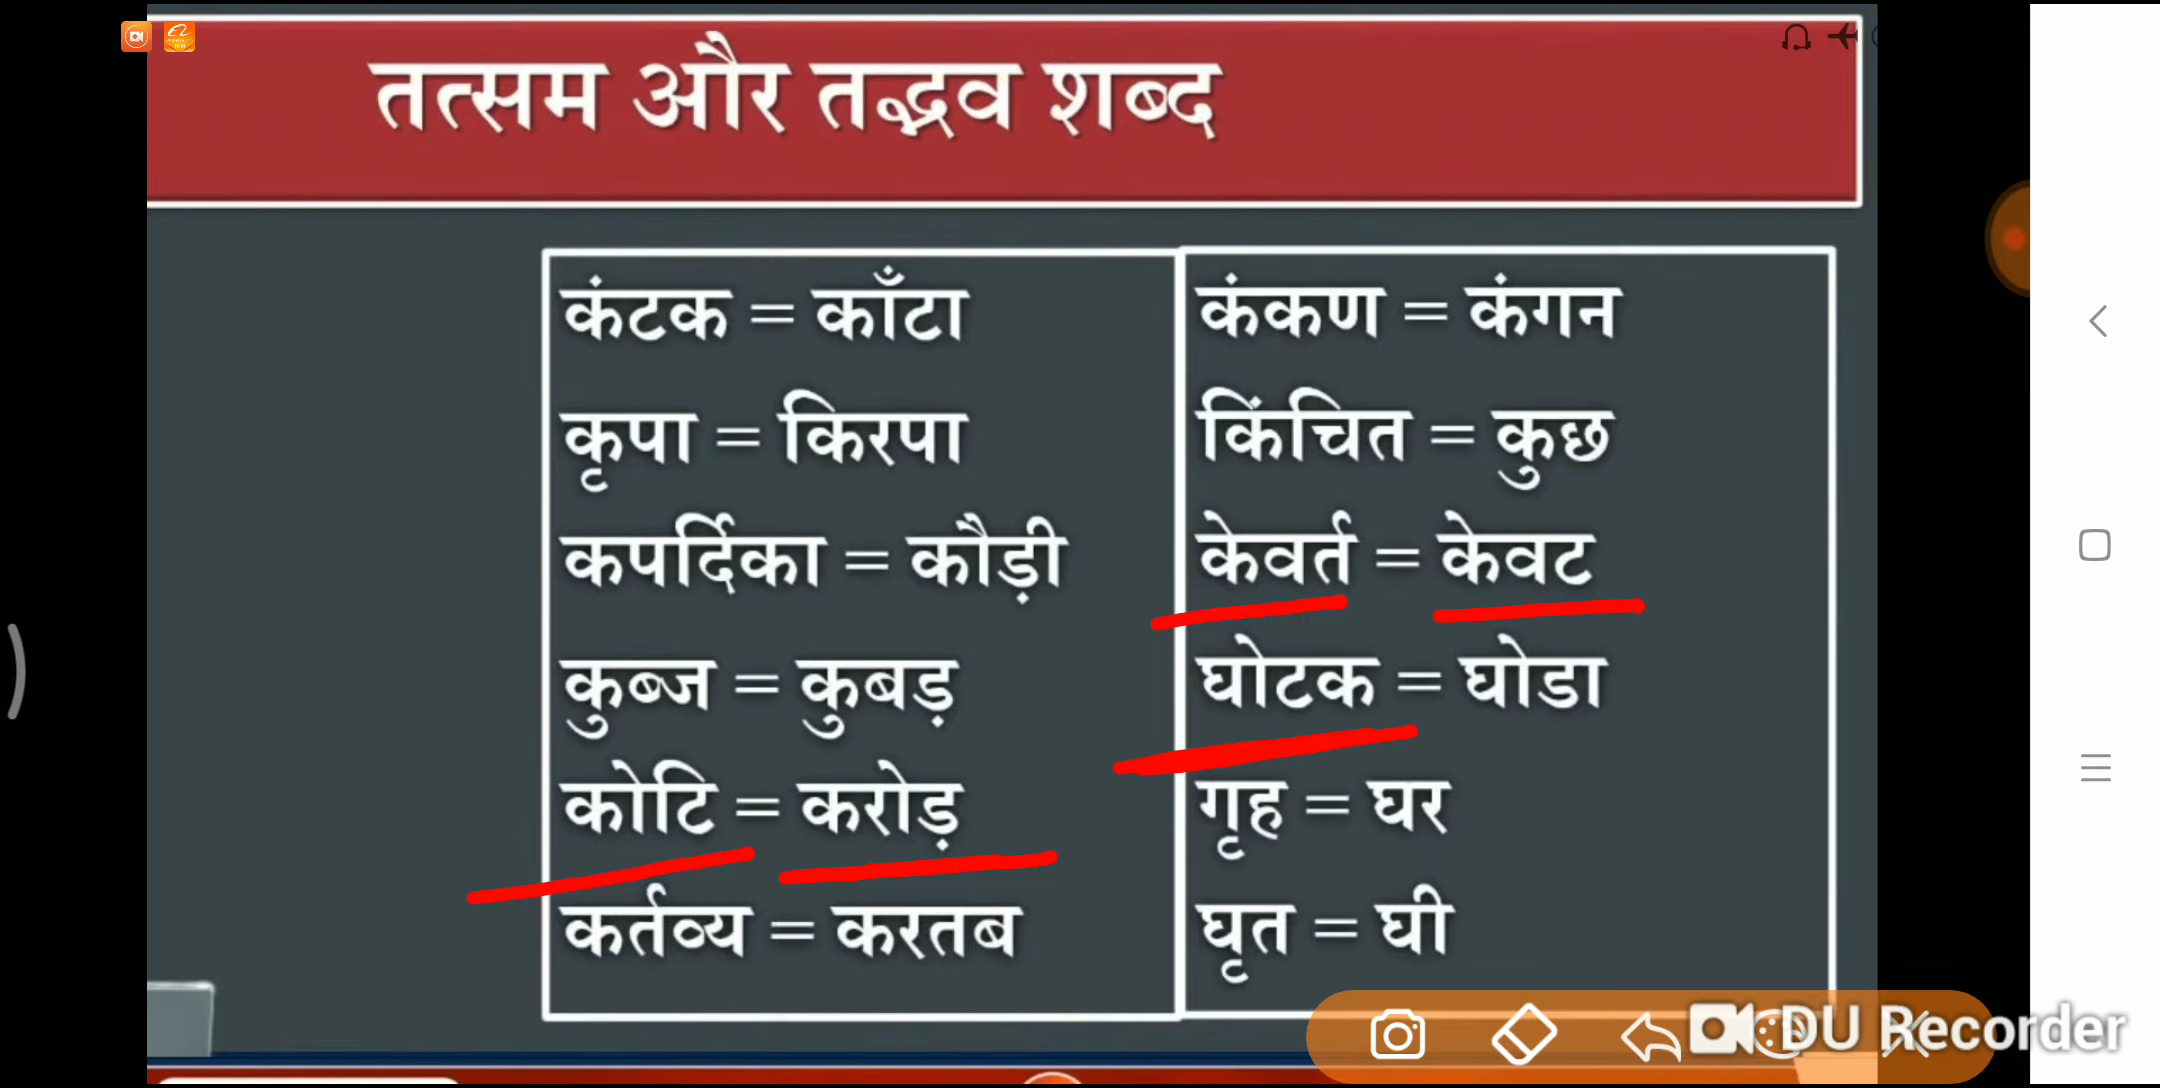 तत्सम और तद्भव शब्द
कंटक = काँटा
कृपा = किरपा
कपर्दिका = कौड़ी
कुब्ज = कुबड़
कोटि = करोड़
कर्तव्य = करतब
कंकण = कंगन
किंचित = कुछ
केवर्त = केवट
घोटक = घोडा
गृह = घर
घृत = घी
DU Recorder